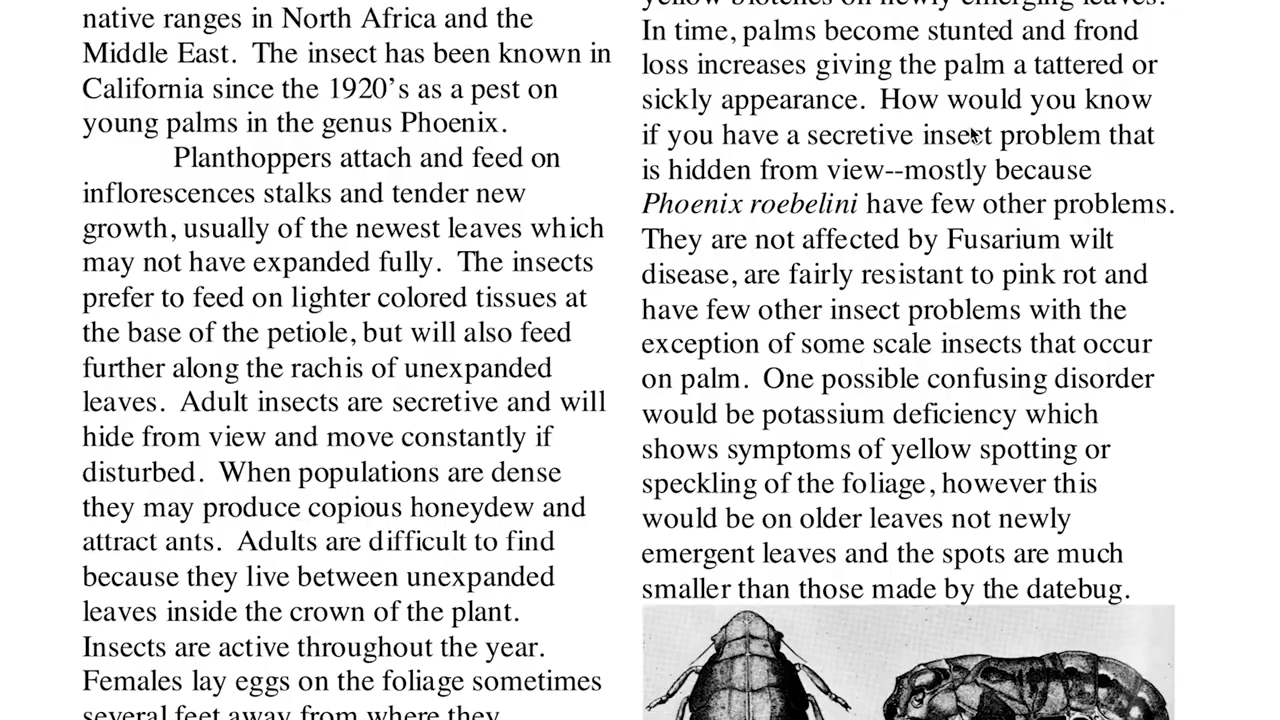 native ranges in North Africa and the
Middle East.  The insect has been known in
California since the 1920's as a pest on
young palms in the genus Phoenix.
Planthoppers attach and feed on
inflorescences stalks and tender new
growth, usually of the newest leaves which
may not have expanded fully.  The insects
prefer to feed on lighter colored tissues at
the base of the petiole, but will also feed
further along the rachis of unexpanded
leaves.  Adult insects are secretive and will
hide from view and move constantly if
disturbed.  When populations are dense
they may produce copious honeydew and
attract ants.  Adults are difficult to find
because they live between unexpanded
leaves inside the crown of the plant.
Insects are active throughout the year.
Females lay eggs on the foliage sometimes
several feet away from where they
yellow blotches on newly emerging leaves.
In time, palms become stunted and frond
loss increases giving the palm a tattered or
sickly appearance.  How would you know
if you have a secretive insect problem that
is hidden from view--mostly because
Phoenix roebelini have few other problems.
They are not affected by Fusarium wilt
disease, are fairly resistant to pink rot and
have few other insect problems with the
exception of some scale insects that occur
on palm.  One possible confusing disorder
would be potassium deficiency which
shows symptoms of yellow spotting or
speckling of the foliage, however this
would be on older leaves not newly
emergent leaves and the spots are much
smaller than those made by the datebug.